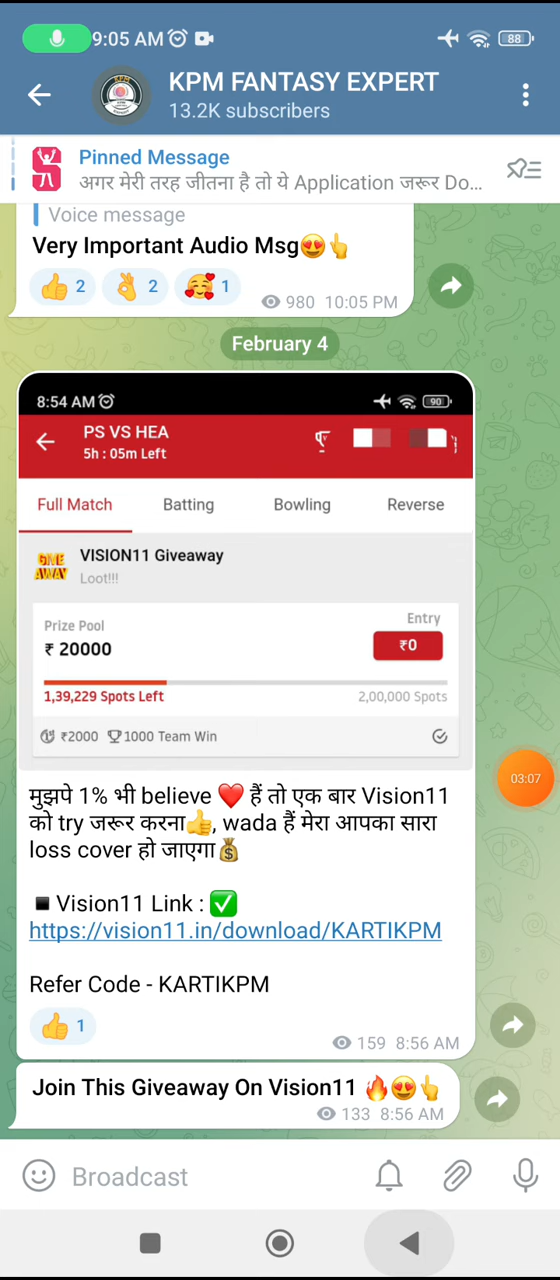 9:05 AM
88
KPM FANTASY EXPERT
13.2K subscribers
Pinned Message
अगर मेरी तरह जीतना है तो ये Application जरूर Do...
Voice message
Very Important Audio Msg😍👆
👍 2 👌 2 🥰 1
980 10:05 PM
February 4
8:54 AM
90
PS VS HEA
5h : 05m Left
Full Match Batting Bowling Reverse
GIVE AWAY
VISION11 Giveaway
Loot!!!
Prize Pool
Entry
₹ 20000
₹0
1,39,229 Spots Left
2,00,000 Spots
₹2000 1000 Team Win
03:07
मुझपे 1% भी believe ❤️ हैं तो एक बार Vision11
को try जरूर करना👍, wada हैं मेरा आपका सारा
loss cover हो जाएगा💰
◾ Vision11 Link : ✅
https://vision11.in/download/KARTIKPM
Refer Code - KARTIKPM
👍 1
159 8:56 AM
Join This Giveaway On Vision11 🔥😍👆
133 8:56 AM
Broadcast